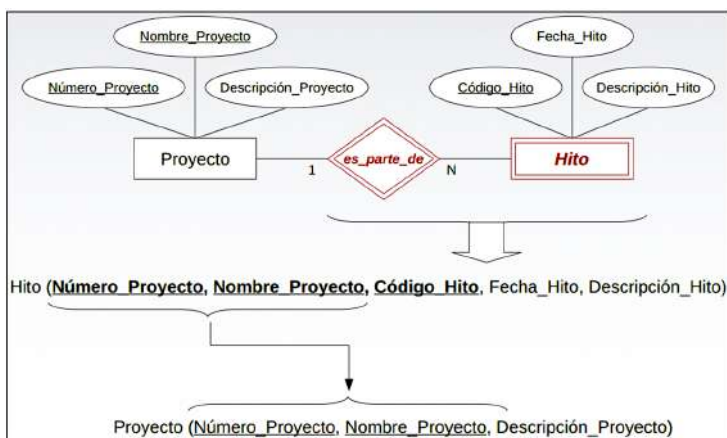 Nombre_Proyecto
Fecha_Hito
Número_Proyecto
Descripción_Proyecto
Código_Hito
Descripción_Hito
Proyecto
1
es_parte_de
N
Hito
Hito (Número_Proyecto, Nombre_Proyecto, Código_Hito, Fecha_Hito, Descripción_Hito)
Proyecto (Número_Proyecto, Nombre_Proyecto, Descripción_Proyecto)